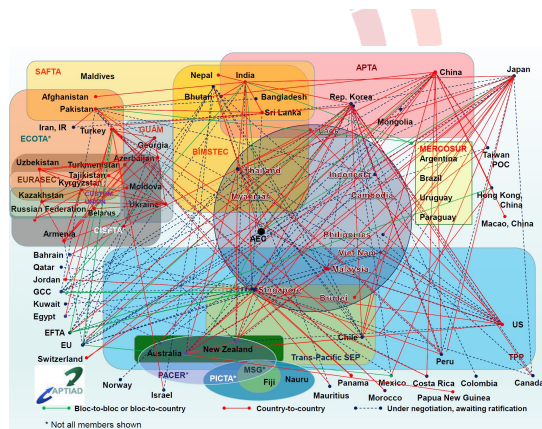 SAFTA
APTA
Maldives
Nepal
India
China
Japan
Afghanistan
Bhutan
Bangladesh
Rep. Korea
Pakistan
Sri Lanka
Mongolia
Iran, IR
Turkey
GUAM
ECOTA*
Georgia
MERCOSUR
BIMSTEC
Argentina
Taiwan
POC
Uzbekistan
Azerbaijan
Turkmenistan
Thailand
Indonesia
Tajikistan
EURASEC
Brazil
Kyrgyzstan
Moldova
Hong Kong,
China
Kazakhstan
CUSTOMS
UNION
Myanmar
Cambodia
Uruguay
Ukraine
Russian Federation
Belarus
Paraguay
Macao, China
CIEFTA
Armenia
AEC
Philippines
Bahrain
Viet Nam
Qatar
Malaysia
Jordan
GCC
Singapore
Brunei
Kuwait
Egypt
US
EFTA
Chile
EU
New Zealand
Australia
Trans-Pacific SEP
Peru
TPP
Switzerland
MSG*
PACER*
PICTA*
Fiji
Nauru
Canada
APTIAD
Norway
Israel
Mauritius
Panama
Morocco
Mexico
Costa Rica
Papua New Guinea
Colombia
Bloc-to-bloc or bloc-to-country
Country-to-country
Under negotiation, awaiting ratification
* Not all members shown